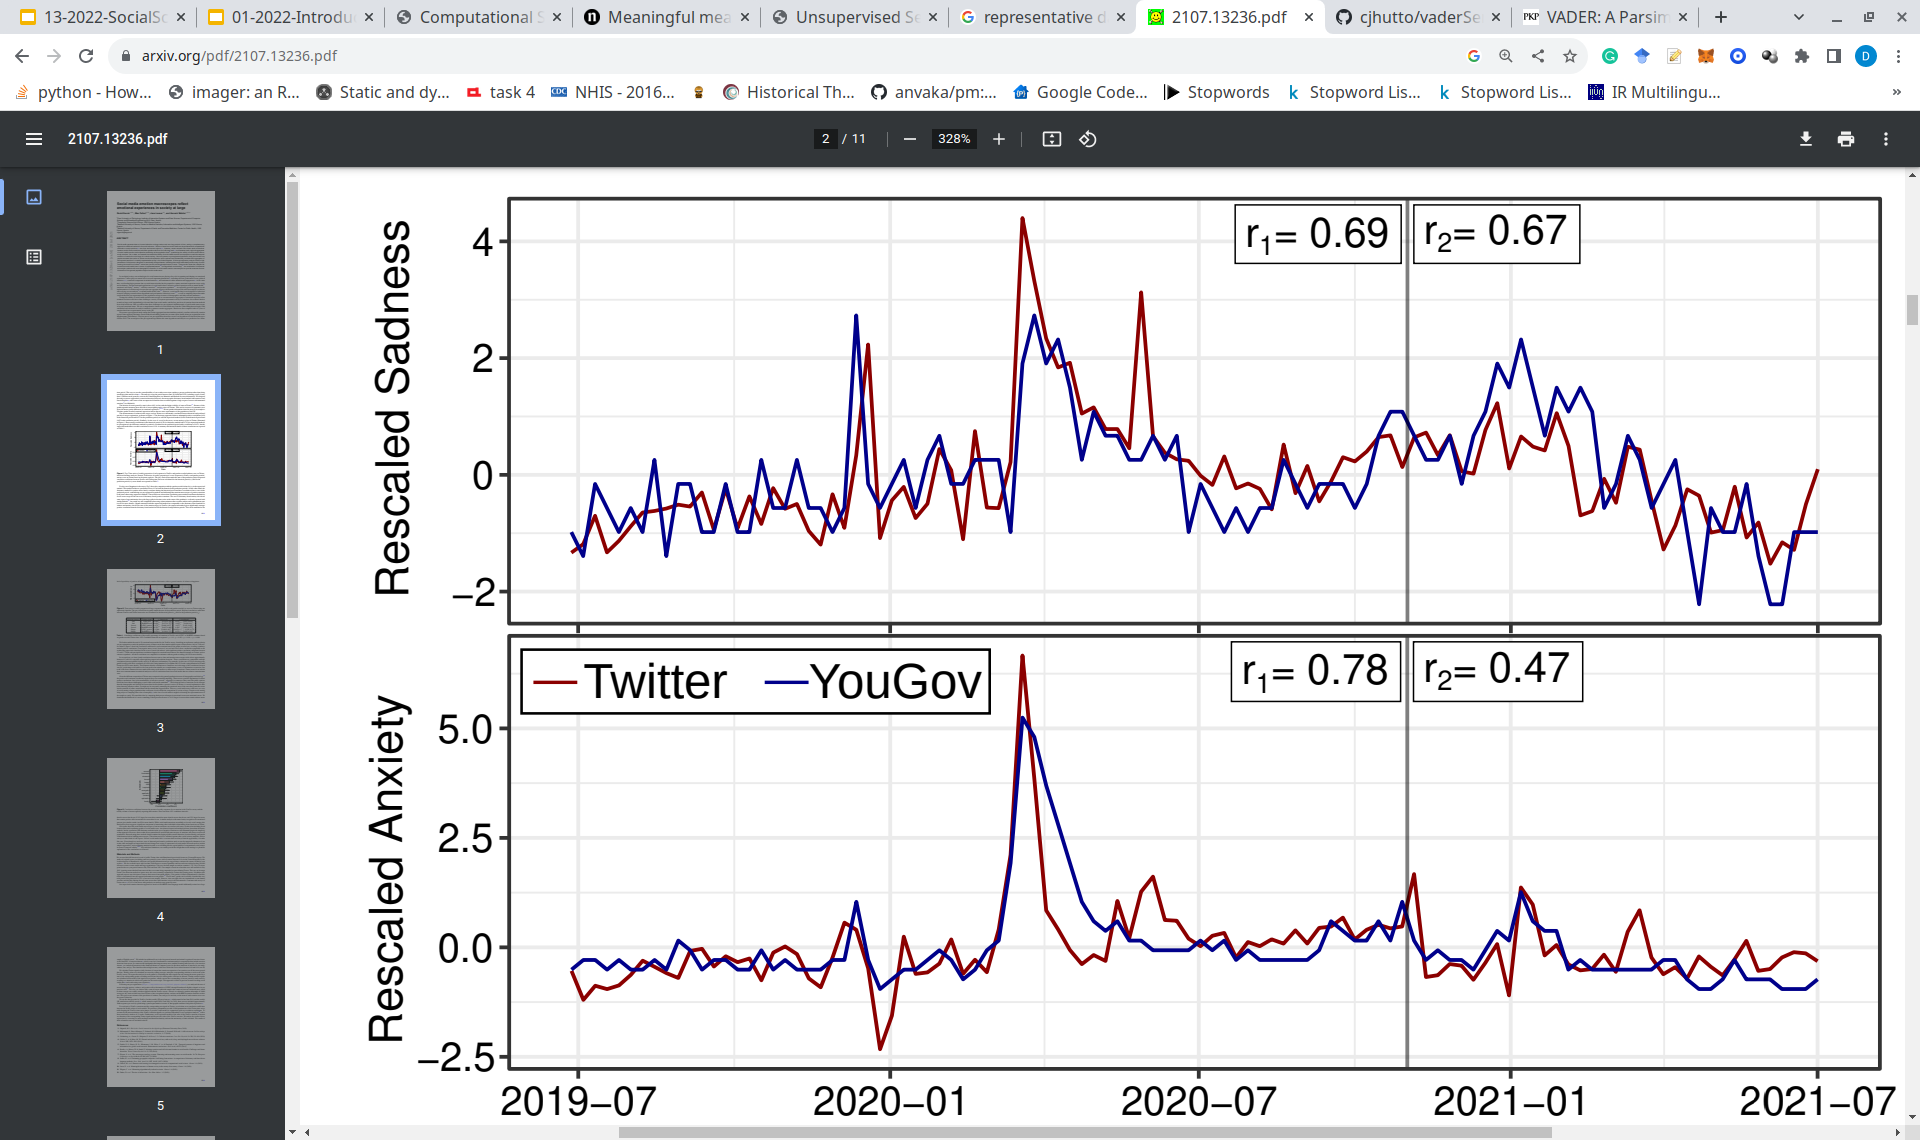 13-2022-SocialSc
01-2022-Introdu
Computational S
Meaningful mea
Unsupervised Se
representative d
2107.13236.pdf
cjhutto/vaderSe
VADER: A Parsim
arxiv.org/pdf/2107.13236.pdf
python - How...
imager: an R...
Static and dy...
task 4
NHIS - 2016...
Historical Th...
anvaka/pm:...
Google Code...
Stopwords
Stopword Lis...
Stopword Lis...
IR Multilingu...
2107.13236.pdf
2 / 11
328%
1
2
3
4
5
Rescaled Sadness
4
2
0
−2
r1= 0.69
r2= 0.67
Twitter
YouGov
r1= 0.78
r2= 0.47
Rescaled Anxiety
5.0
2.5
0.0
−2.5
2019−07
2020−01
2020−07
2021−01
2021−07